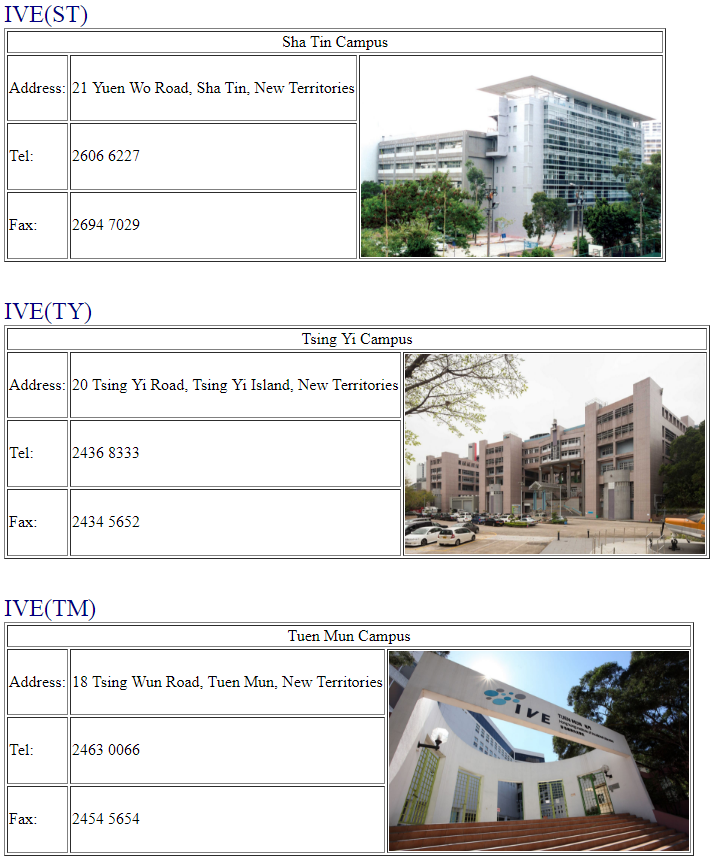 IVE(ST)
Sha Tin Campus
Address: 21 Yuen Wo Road, Sha Tin, New Territories
Tel: 2606 6227
Fax: 2694 7029
IVE(TY)
Tsing Yi Campus
Address: 20 Tsing Yi Road, Tsing Yi Island, New Territories
Tel: 2436 8333
Fax: 2434 5652
IVE(TM)
Tuen Mun Campus
Address: 18 Tsing Wun Road, Tuen Mun, New Territories
Tel: 2463 0066
Fax: 2454 5654
IVE
TUEN MUN